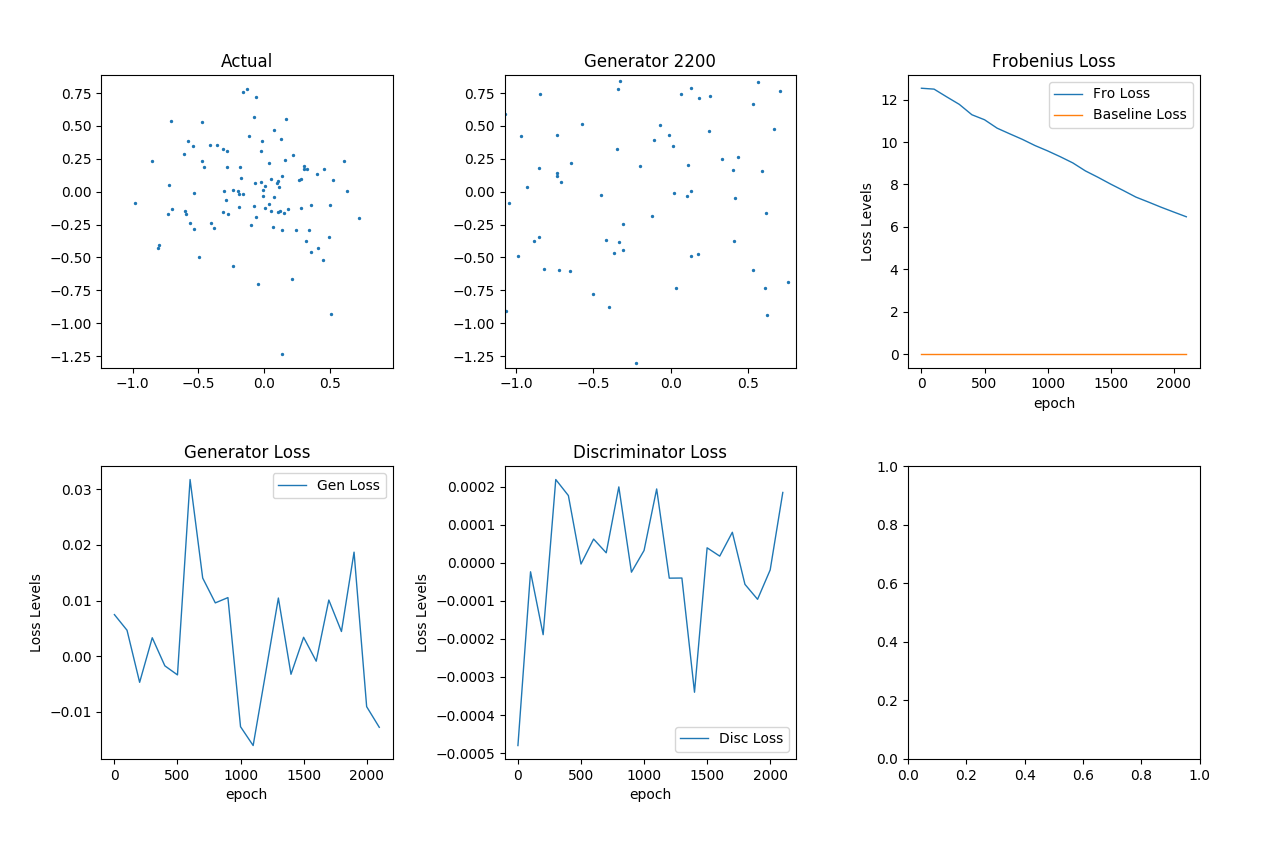 Actual
0.75
0.50
0.25
0.00
−0.25
−0.50
−0.75
−1.00
−1.25
−1.0 −0.5 0.0 0.5
Generator 2200
0.75
0.50
0.25
0.00
−0.25
−0.50
−0.75
−1.00
−1.25
−1.0 −0.5 0.0 0.5
Frobenius Loss
Fro Loss
Baseline Loss
Loss Levels
12
10
8
6
4
2
0
0 500 1000 1500 2000
epoch
Generator Loss
Gen Loss
Loss Levels
0.03
0.02
0.01
0.00
−0.01
0 500 1000 1500 2000
epoch
Discriminator Loss
Loss Levels
0.0002
0.0001
0.0000
−0.0001
−0.0002
−0.0003
−0.0004
−0.0005
Disc Loss
0 500 1000 1500 2000
epoch
1.0
0.8
0.6
0.4
0.2
0.0
0.0 0.2 0.4 0.6 0.8 1.0